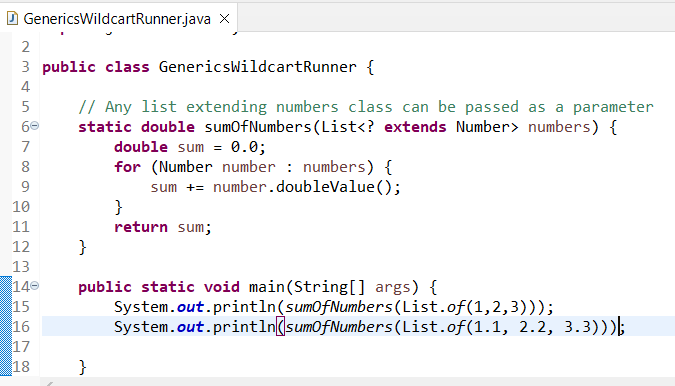 GenericsWildcartRunner.java
2
3 public class GenericsWildcartRunner {
4
5 // Any list extending numbers class can be passed as a parameter
6 static double sumOfNumbers(List<? extends Number> numbers) {
7 double sum = 0.0;
8 for (Number number : numbers) {
9 sum += number.doubleValue();
10 }
11 return sum;
12 }
13
14 public static void main(String[] args) {
15 System.out.println(sumOfNumbers(List.of(1,2,3)));
16 System.out.println(sumOfNumbers(List.of(1.1, 2.2, 3.3)));
17
18 }